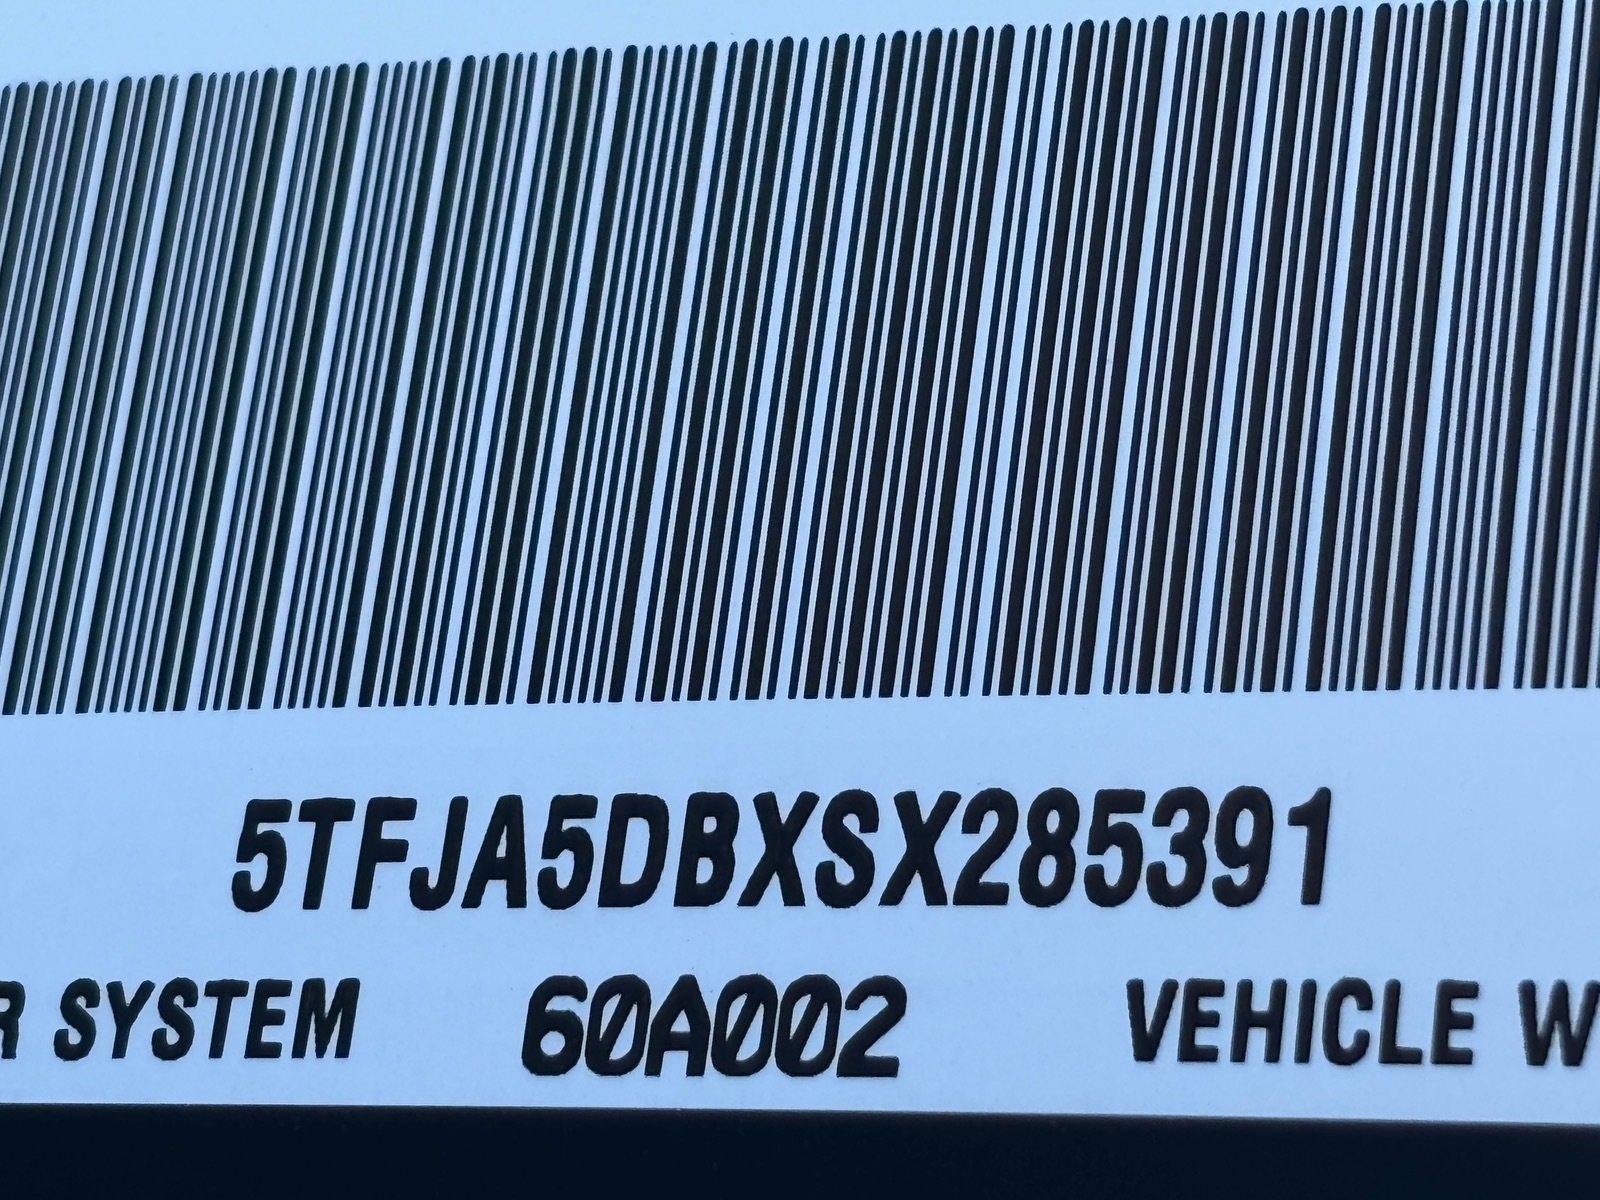 5TFJA5DBXSX285391
R SYSTEM 60A002 VEHICLE W